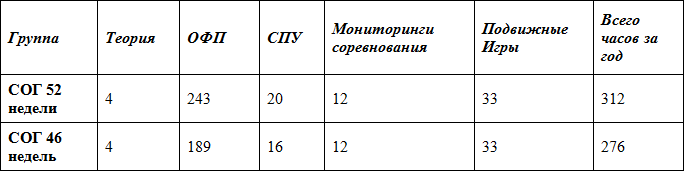 Группа Теория ОФП СПУ Мониторинги соревнования Подвижные Игры Всего часов за год
СОГ 52 недели 4 243 20 12 33 312
СОГ 46 недель 4 189 16 12 33 276